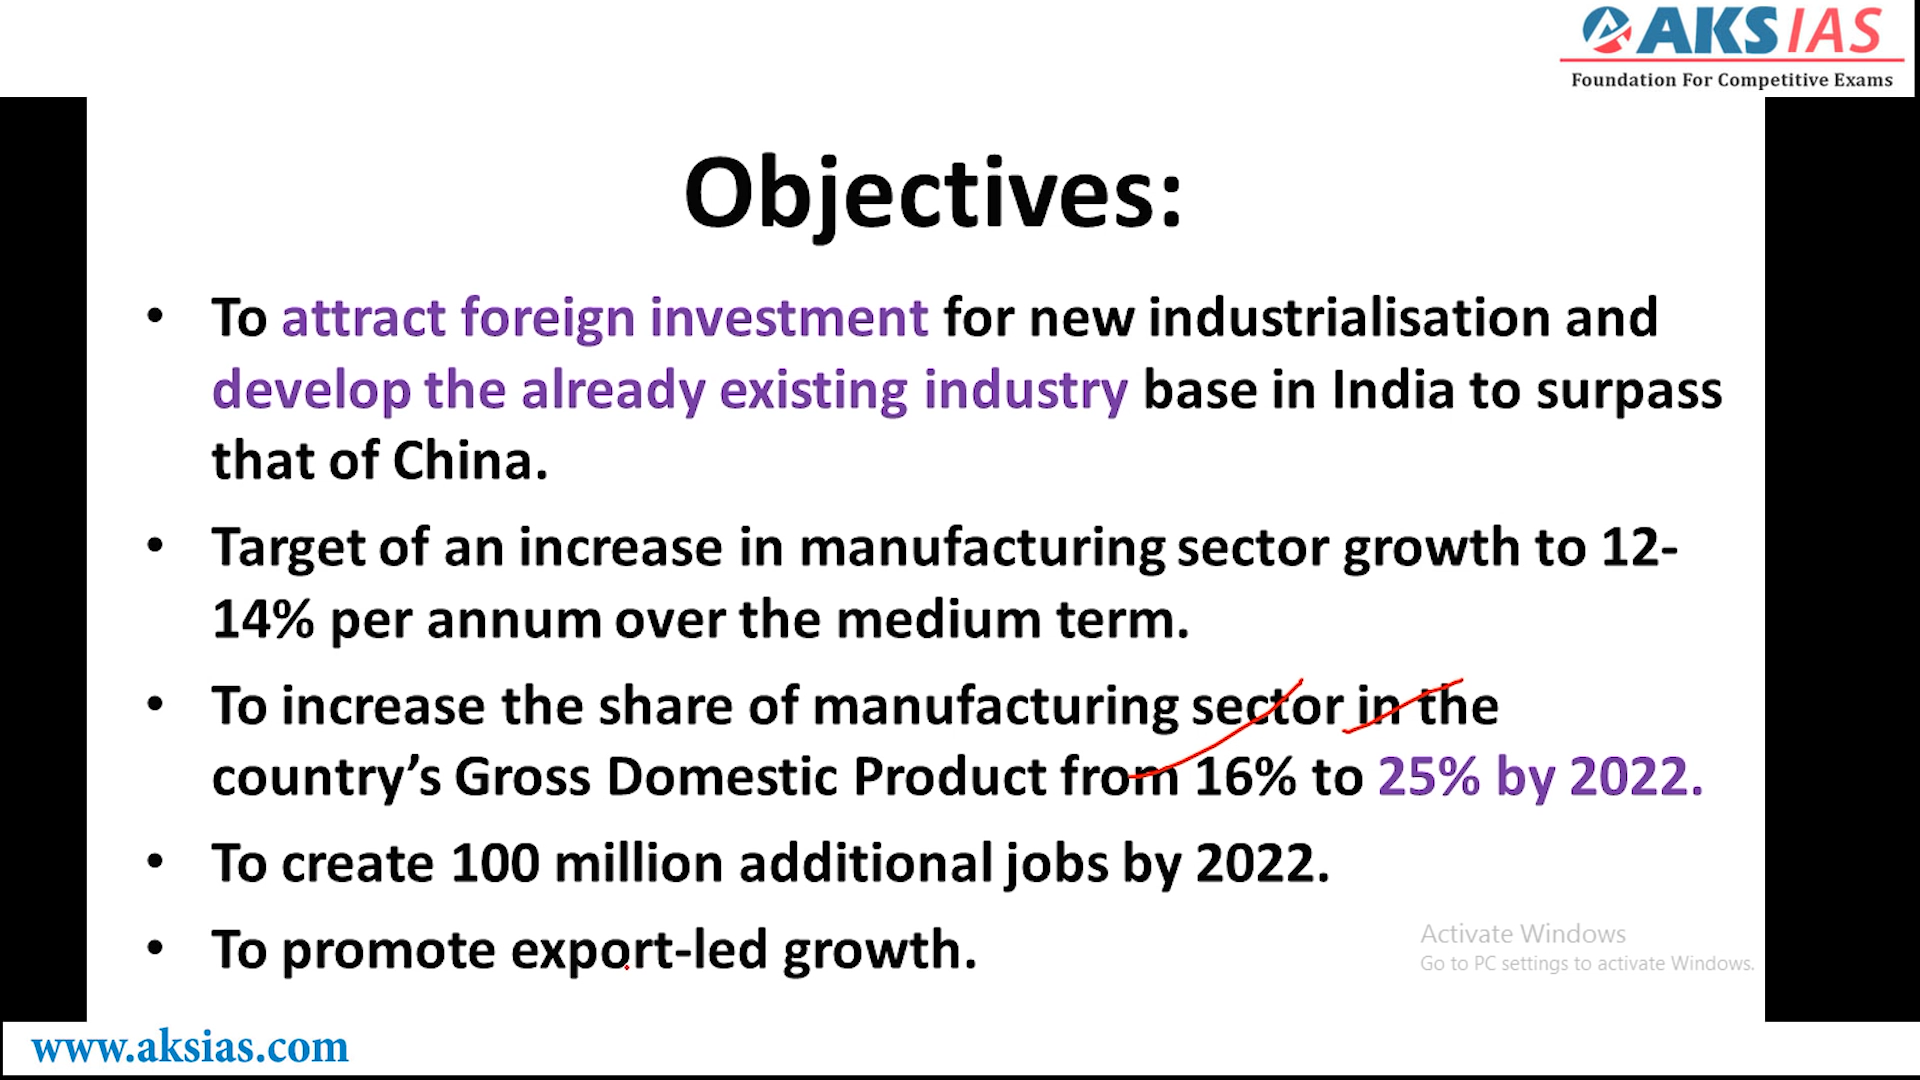 AKS IAS
Foundation For Competitive Exams
Objectives:
• To attract foreign investment for new industrialisation and
develop the already existing industry base in India to surpass
that of China.
• Target of an increase in manufacturing sector growth to 12-
14% per annum over the medium term.
• To increase the share of manufacturing sector in the
country’s Gross Domestic Product from 16% to 25% by 2022.
• To create 100 million additional jobs by 2022.
• To promote export-led growth.
Activate Windows
Go to PC settings to activate Windows.
www.aksias.com